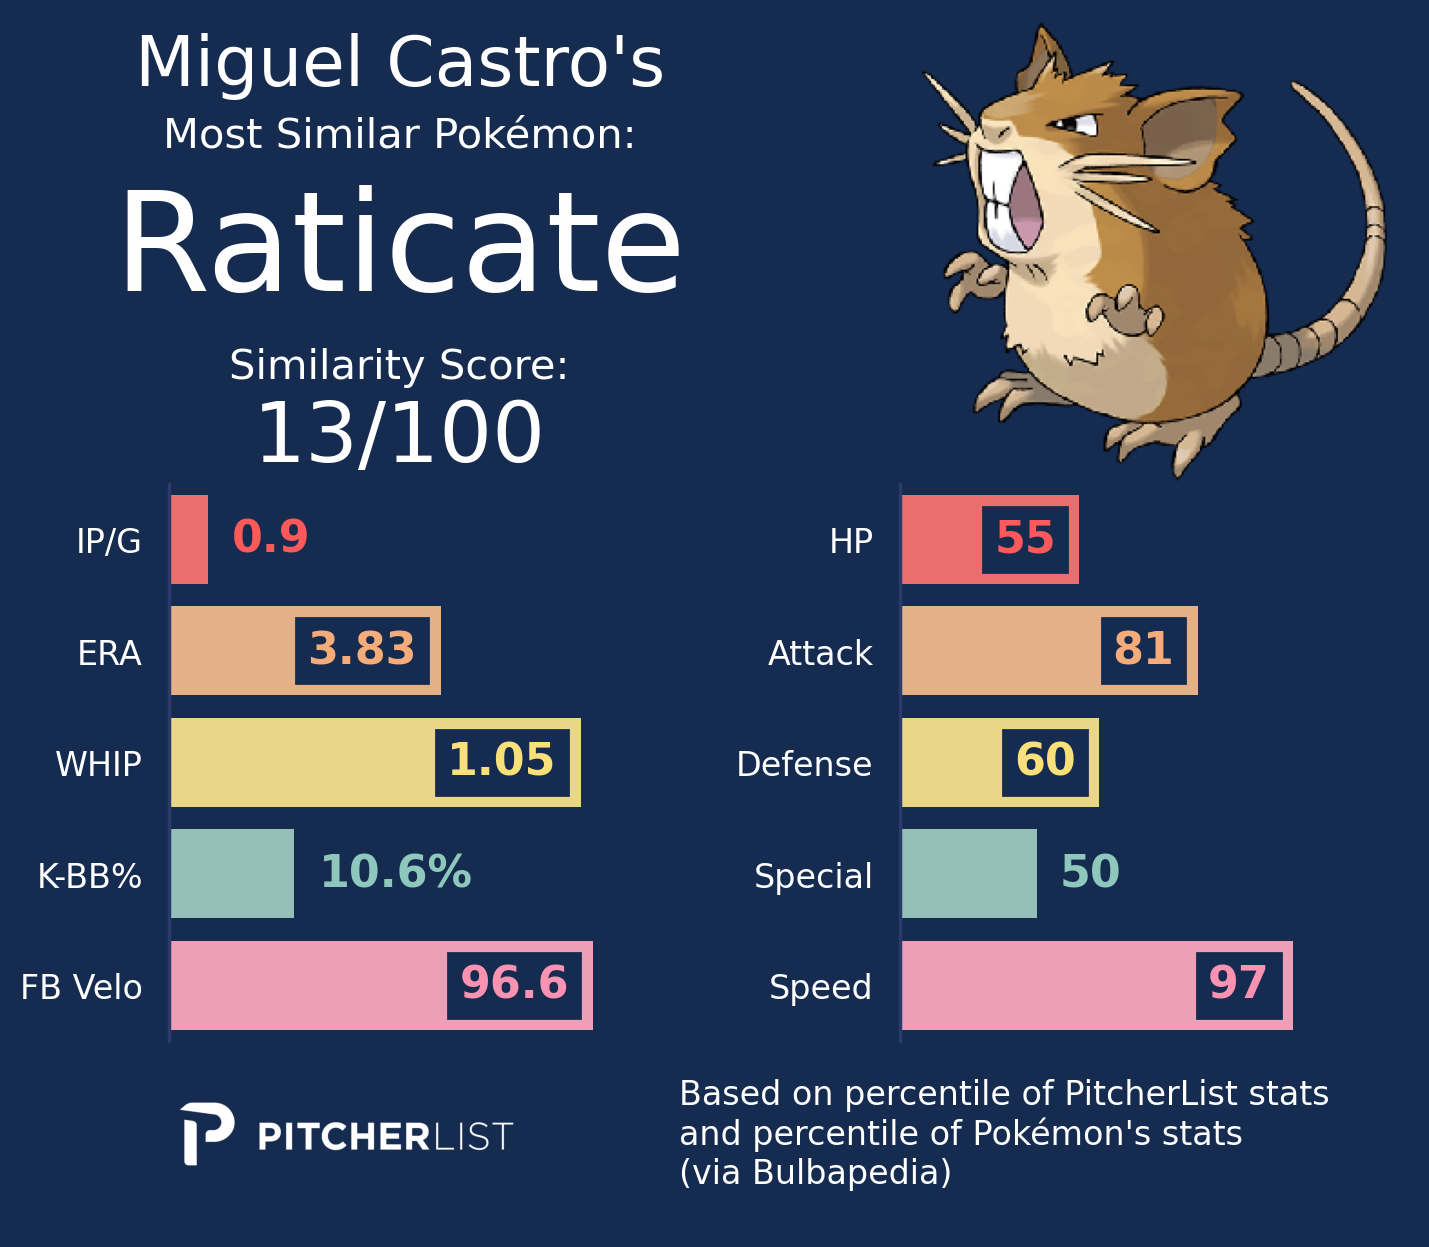 Miguel Castro's
Most Similar Pokémon:
Raticate
Similarity Score:
13/100
IP/G 0.9
ERA 3.83
WHIP 1.05
K-BB% 10.6%
FB Velo 96.6
HP 55
Attack 81
Defense 60
Special 50
Speed 97
PITCHERLIST
Based on percentile of PitcherList stats
and percentile of Pokémon's stats
(via Bulbapedia)